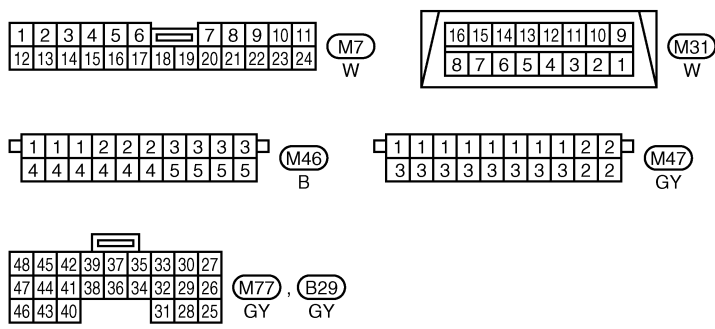 1 2 3 4 5 6 7 8 9 10 11
12 13 14 15 16 17 18 19 20 21 22 23 24
M7
W
16 15 14 13 12 11 10 9
8 7 6 5 4 3 2 1
M31
W
1 1 1 2 2 2 3 3 3 3
4 4 4 4 4 4 5 5 5 5
M46
B
1 1 1 1 1 1 1 1 2 2
3 3 3 3 3 3 3 3 2 2
M47
GY
48 45 42 39 37 35 33 30 27
47 44 41 38 36 34 32 29 26
46 43 40 31 28 25
M77 , B29
GY GY